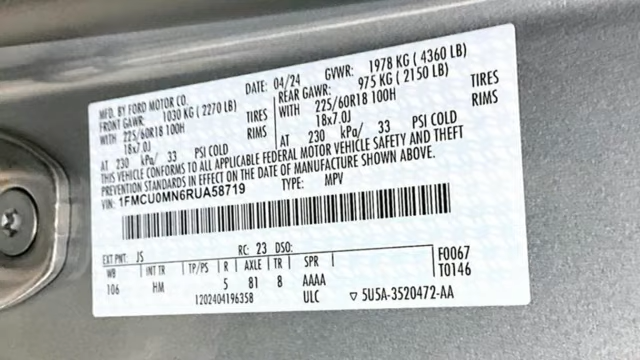 MFD. BY FORD MOTOR CO.
DATE: 04/24 GVWR: 1978 KG ( 4360 LB)
FRONT GAWR: 1030 KG ( 2270 LB) REAR GAWR: 975 KG ( 2150 LB)
WITH 225/60R18 100H TIRES WITH 225/60R18 100H TIRES
18x7.0J RIMS 18x7.0J RIMS
AT 230 kPa/ 33 PSI COLD AT 230 kPa/ 33 PSI COLD
THIS VEHICLE CONFORMS TO ALL APPLICABLE FEDERAL MOTOR VEHICLE SAFETY AND THEFT
PREVENTION STANDARDS IN EFFECT ON THE DATE OF MANUFACTURE SHOWN ABOVE.
VIN: 1FMCU0MN6RUA58719 TYPE: MPV
EXT PNT: JS RC: 23 DSO: F0067
WB INT TR TP/PS R AXLE TR SPR T0146
106 HM 5 81 8 AAAA
1202404196358 ULC ▽ 5U5A-3520472-AA